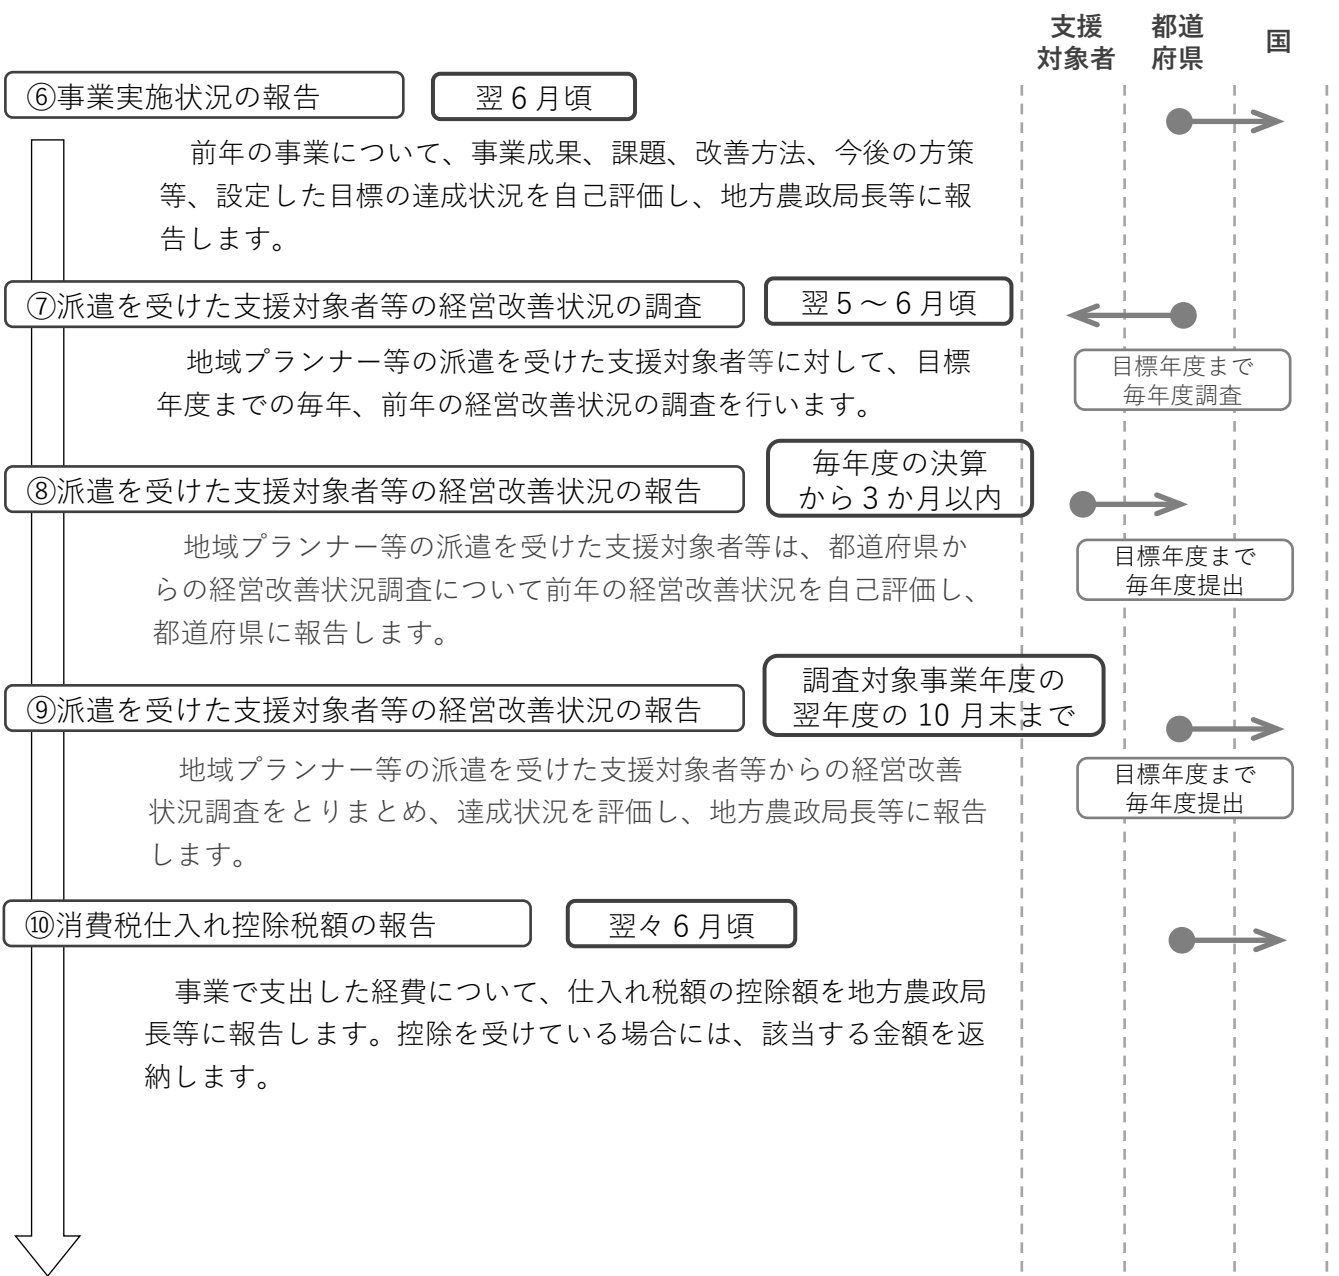 支援
対象者
都道
府県
国
⑥事業実施状況の報告
翌6月頃
前年の事業について、事業成果、課題、改善方法、今後の方策
等、設定した目標の達成状況を自己評価し、地方農政局長等に報
告します。
⑦派遣を受けた支援対象者等の経営改善状況の調査
翌5～6月頃
地域プランナー等の派遣を受けた支援対象者等に対して、目標
年度までの毎年、前年の経営改善状況の調査を行います。
目標年度まで
毎年度調査
⑧派遣を受けた支援対象者等の経営改善状況の報告
毎年度の決算
から3か月以内
地域プランナー等の派遣を受けた支援対象者等は、都道府県か
らの経営改善状況調査について前年の経営改善状況を自己評価し、
都道府県に報告します。
目標年度まで
毎年度提出
⑨派遣を受けた支援対象者等の経営改善状況の報告
調査対象事業年度の
翌年度の10月末まで
地域プランナー等の派遣を受けた支援対象者等からの経営改善
状況調査をとりまとめ、達成状況を評価し、地方農政局長等に報告
します。
目標年度まで
毎年度提出
⑩消費税仕入れ控除税額の報告
翌々6月頃
事業で支出した経費について、仕入れ税額の控除額を地方農政局
長等に報告します。控除を受けている場合には、該当する金額を返
納します。